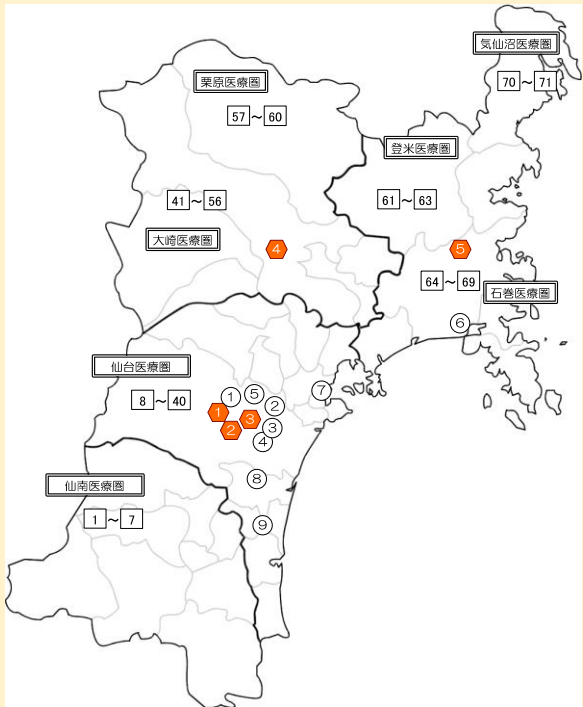 気仙沼医療圏
70 ～ 71
栗原医療圏
57 ～ 60
登米医療圏
61 ～ 63
41 ～ 56
大崎医療圏
4
5
64 ～ 69
石巻医療圏
⑥
仙台医療圏
8 ～ 40
①
⑤
②
⑦
1
3
③
2
④
⑧
仙南医療圏
1 ～ 7
⑨